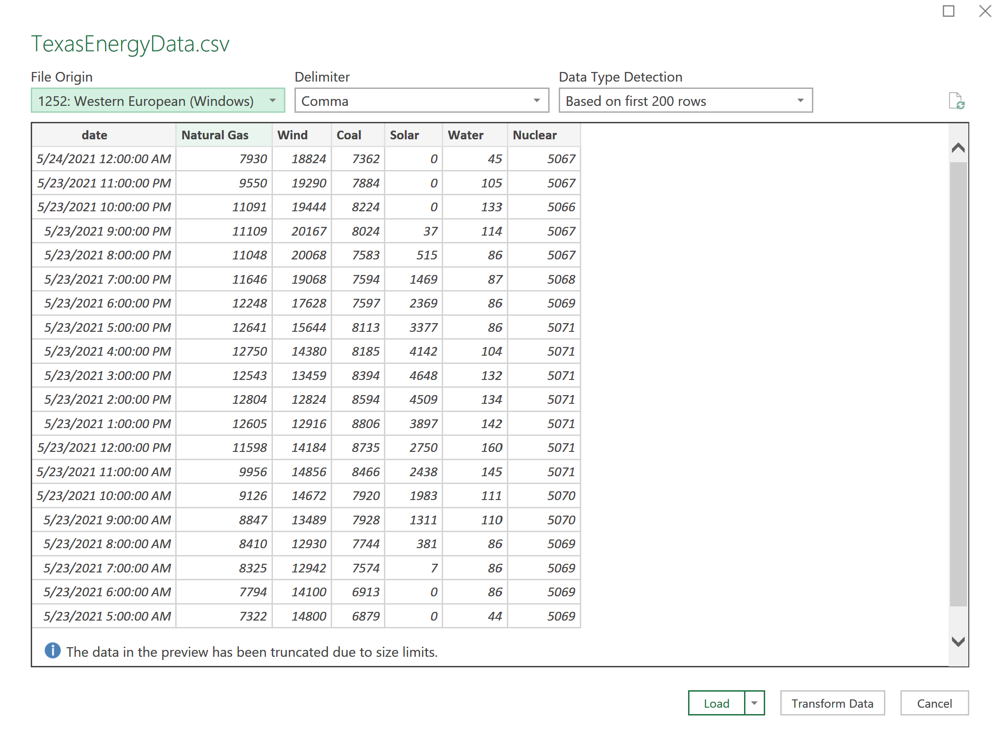 TexasEnergyData.csv
File Origin Delimiter Data Type Detection
1252: Western European (Windows) Comma Based on first 200 rows
date Natural Gas Wind Coal Solar Water Nuclear
5/24/2021 12:00:00 AM 7930 18824 7362 0 45 5067
5/23/2021 11:00:00 PM 9550 19290 7884 0 105 5067
5/23/2021 10:00:00 PM 11091 19444 8224 0 133 5066
5/23/2021 9:00:00 PM 11109 20167 8024 37 114 5067
5/23/2021 8:00:00 PM 11048 20068 7583 515 86 5067
5/23/2021 7:00:00 PM 11646 19068 7594 1469 87 5068
5/23/2021 6:00:00 PM 12248 17628 7597 2369 86 5069
5/23/2021 5:00:00 PM 12641 15644 8113 3377 86 5071
5/23/2021 4:00:00 PM 12750 14380 8185 4142 104 5071
5/23/2021 3:00:00 PM 12543 13459 8394 4648 132 5071
5/23/2021 2:00:00 PM 12804 12824 8594 4509 134 5071
5/23/2021 1:00:00 PM 12605 12916 8806 3897 142 5071
5/23/2021 12:00:00 PM 11598 14184 8735 2750 160 5071
5/23/2021 11:00:00 AM 9956 14856 8466 2438 145 5071
5/23/2021 10:00:00 AM 9126 14672 7920 1983 111 5070
5/23/2021 9:00:00 AM 8847 13489 7928 1311 110 5070
5/23/2021 8:00:00 AM 8410 12930 7744 381 86 5069
5/23/2021 7:00:00 AM 8325 12942 7574 7 86 5069
5/23/2021 6:00:00 AM 7794 14100 6913 0 86 5069
5/23/2021 5:00:00 AM 7322 14800 6879 0 44 5069
The data in the preview has been truncated due to size limits.
Load Transform Data Cancel